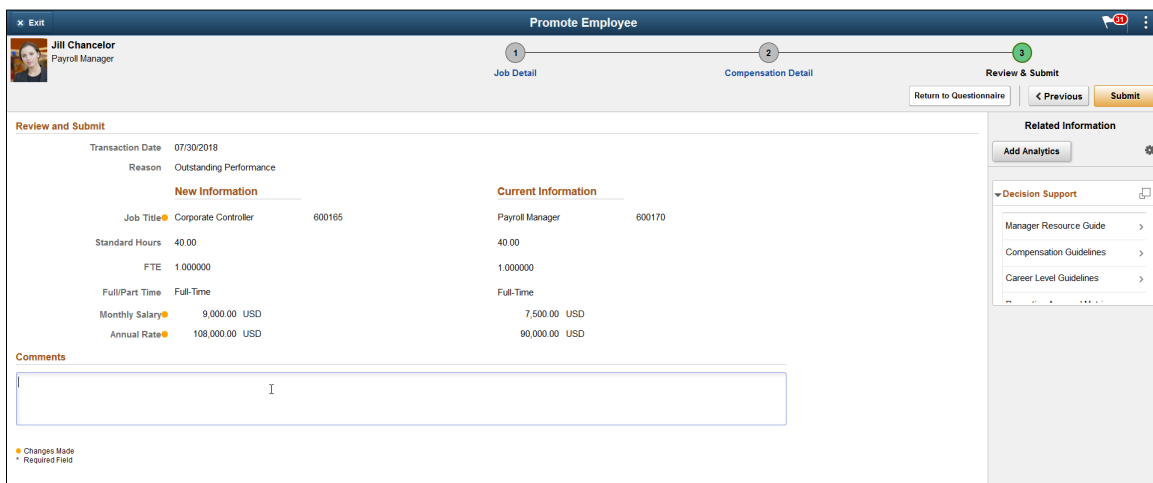 × Exit
Promote Employee
31
Jill Chancelor
Payroll Manager
1
2
3
Job Detail
Compensation Detail
Review & Submit
Return to Questionnaire
Previous
Submit
Review and Submit
Transaction Date 07/30/2018
Reason Outstanding Performance
New Information Current Information
Job Title Corporate Controller 600165 Payroll Manager 600170
Standard Hours 40.00 40.00
FTE 1.000000 1.000000
Full/Part Time Full-Time Full-Time
Monthly Salary 9,000.00 USD 7,500.00 USD
Annual Rate 108,000.00 USD 90,000.00 USD
Comments
Changes Made
* Required Field
Related Information
Add Analytics
Decision Support
Manager Resource Guide
Compensation Guidelines
Career Level Guidelines